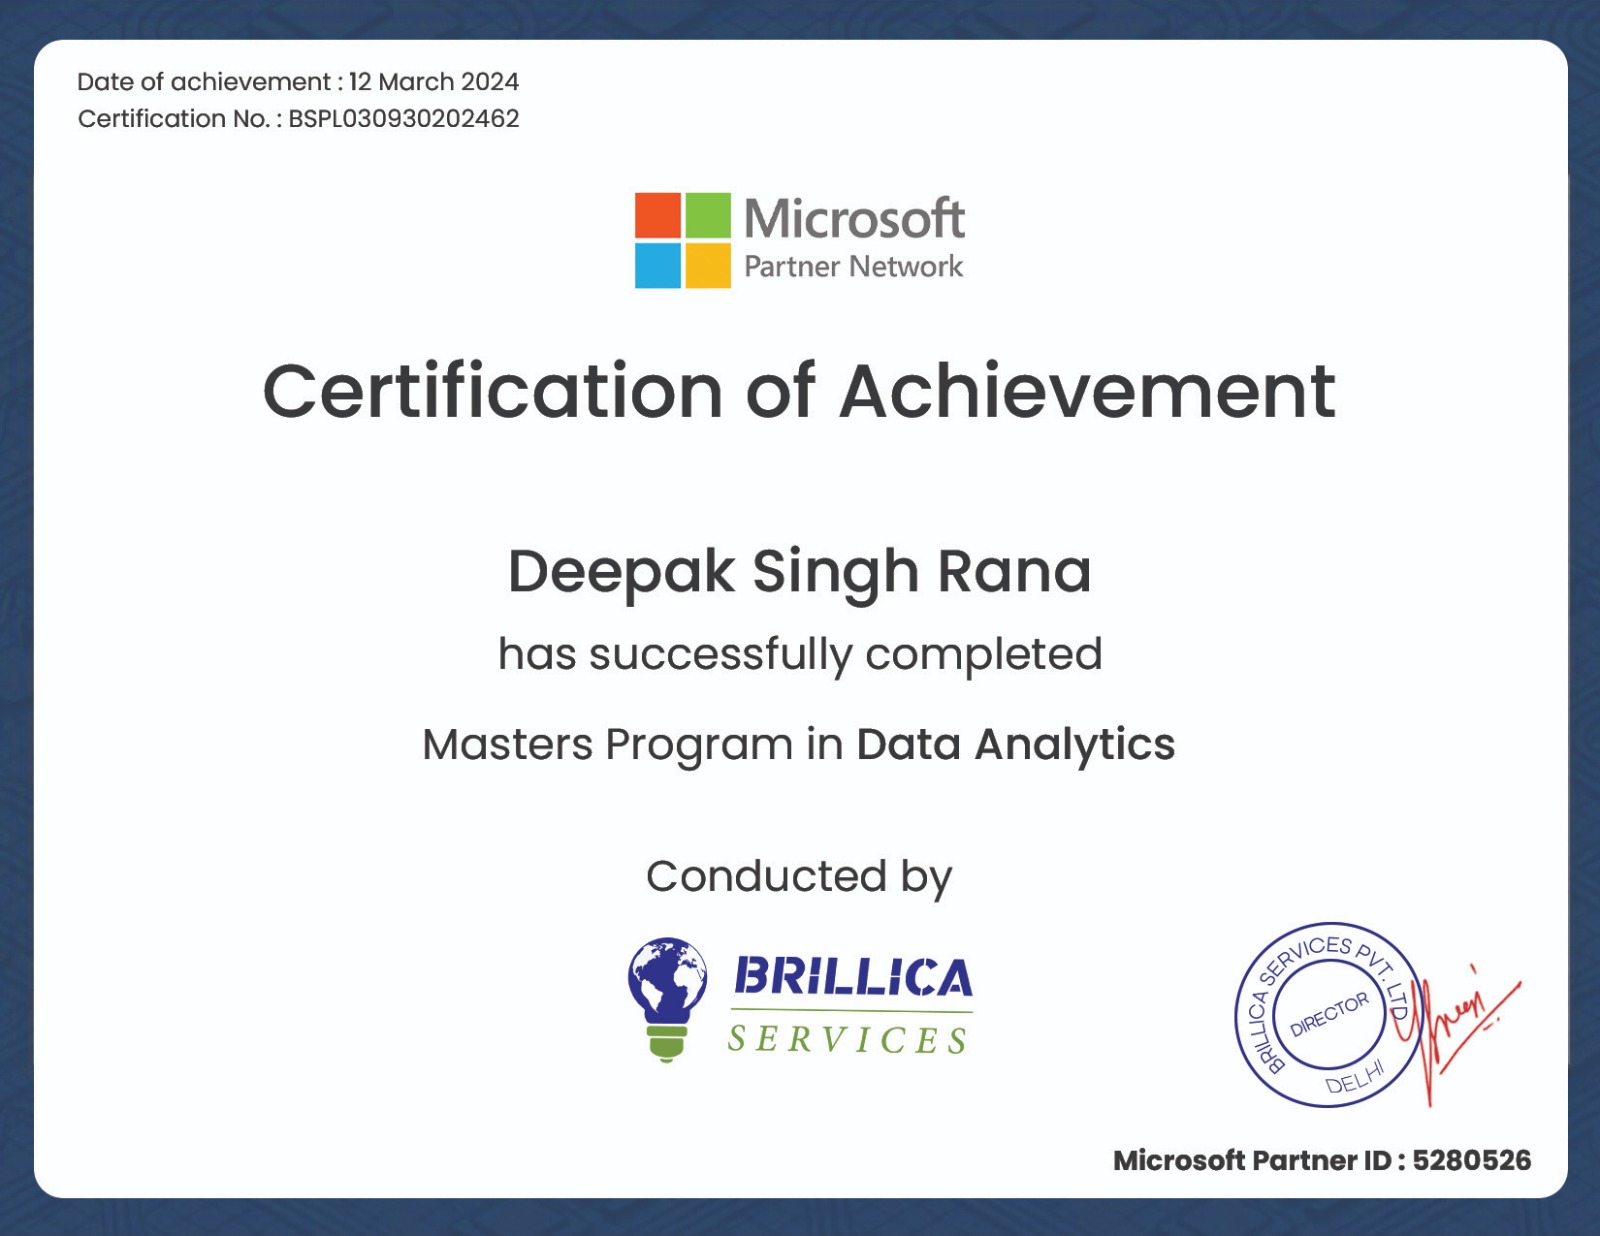 Date of achievement : 12 March 2024
Certification No. : BSPL030930202462
Microsoft
Partner Network
Certification of Achievement
Deepak Singh Rana
has successfully completed
Masters Program in Data Analytics
Conducted by
BRILLICA
SERVICES
BRILLICA SERVICES PVT. LTD
DIRECTOR
DELHI
Microsoft Partner ID : 5280526